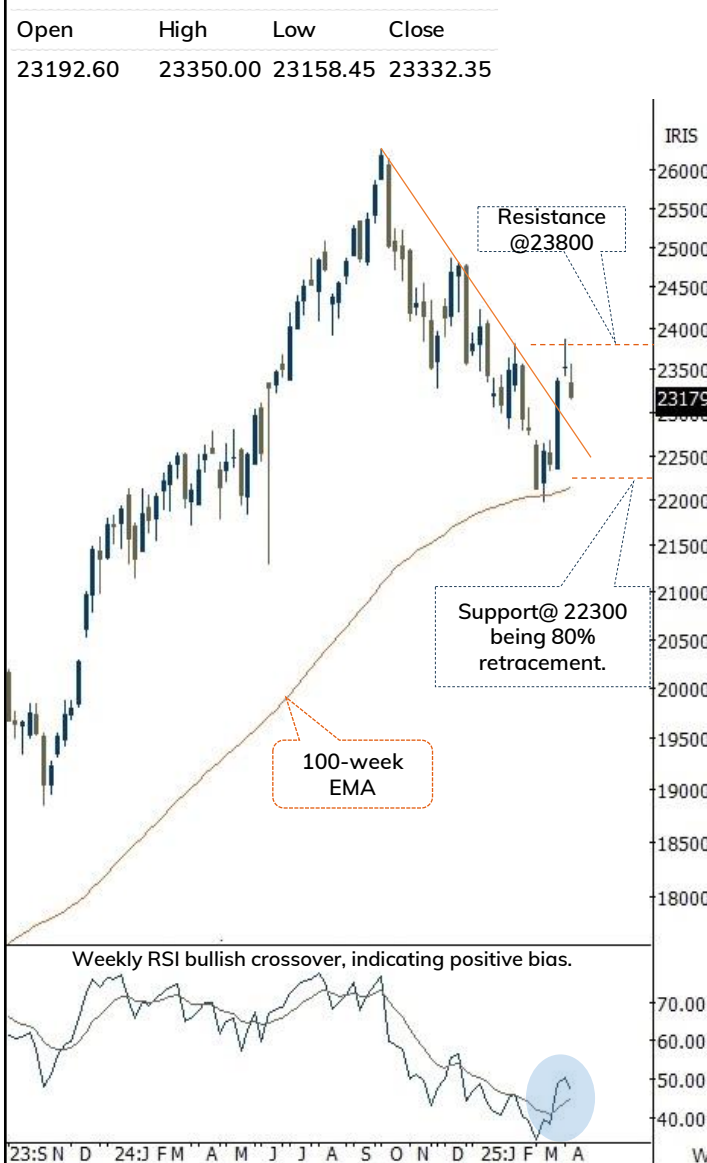 Open High Low Close
23192.60 23350.00 23158.45 23332.35
IRIS
26000
Resistance
@23800
25500
25000
24500
24000
23500
23179
23000
22500
22000
21500
21000
Support@ 22300
being 80%
retracement.
20500
20000
19500
100-week
EMA
19000
18500
18000
Weekly RSI bullish crossover, indicating positive bias.
70.00
60.00
50.00
40.00
23:S N D 24:J F M A M J J A S O N D 25:J F M A W